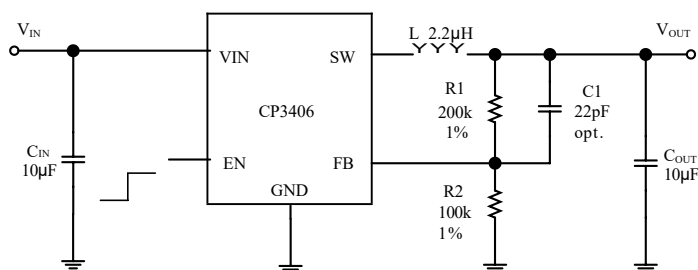 VIN
VOUT
L 2.2µH
VIN
SW
R1
200k
1%
C1
22pF
opt.
CP3406
CIN
10µF
EN
FB
GND
R2
100k
1%
COUT
10µF